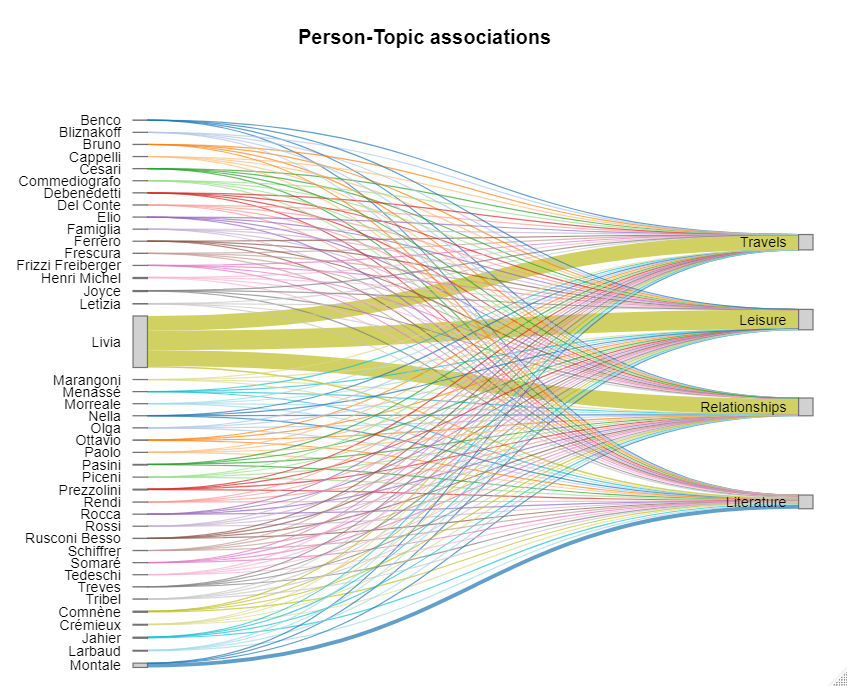 Person-Topic associations
Benco
Bliznakoff
Bruno
Cappelli
Cesari
Commediografo
Debenedetti
Del Conte
Elio
Famiglia
Ferrero
Frescura
Frizzi Freiberger
Henri Michel
Joyce
Letizia
Livia
Marangoni
Menassé
Morreale
Nella
Olga
Ottavio
Paolo
Pasini
Piceni
Prezzolini
Rendi
Rocca
Rossi
Rusconi Besso
Schiffrer
Somaré
Tedeschi
Treves
Tribel
Comnène
Crémieux
Jahier
Larbaud
Montale
Travels
Leisure
Relationships
Literature